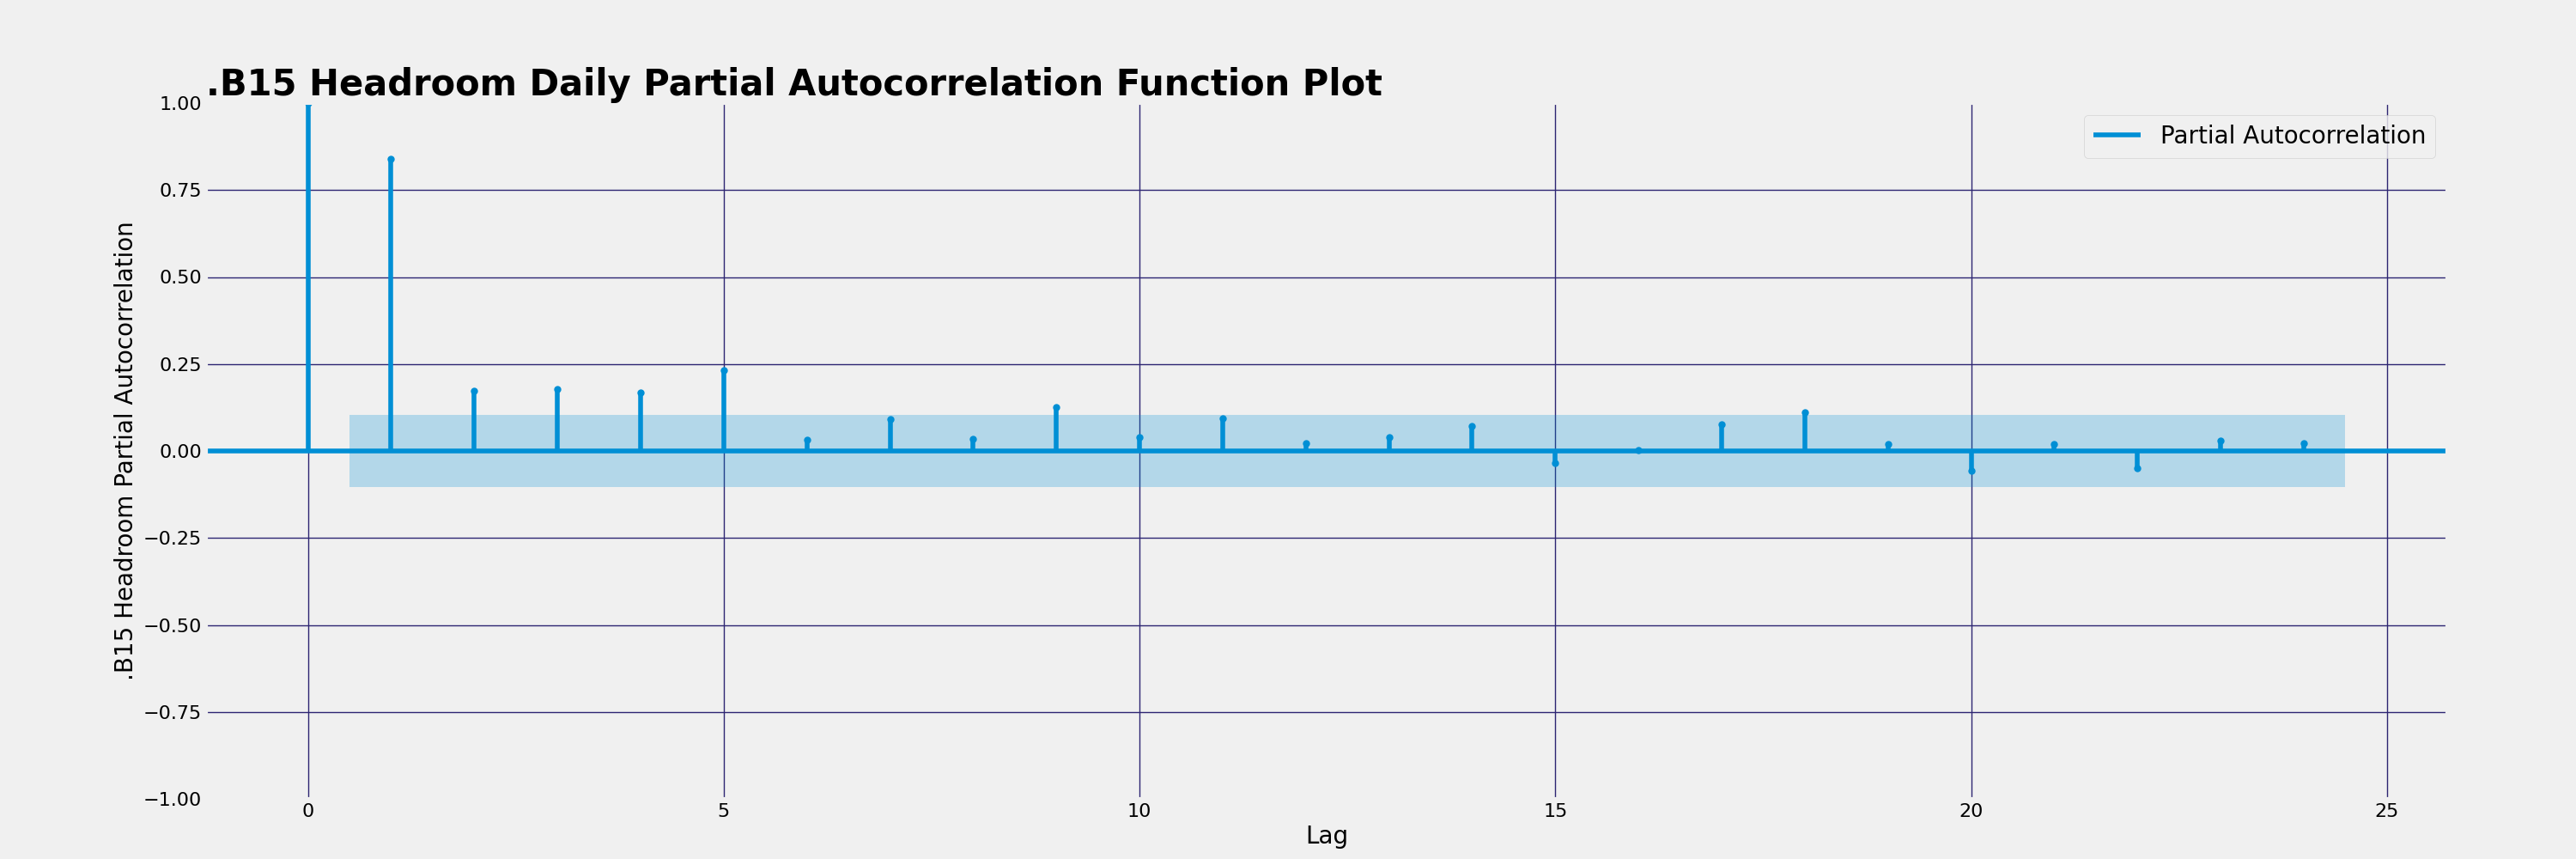 .B15 Headroom Daily Partial Autocorrelation Function Plot
Partial Autocorrelation
.B15 Headroom Partial Autocorrelation
1.00
0.75
0.50
0.25
0.00
−0.25
−0.50
−0.75
−1.00
0 5 10 15 20 25
Lag